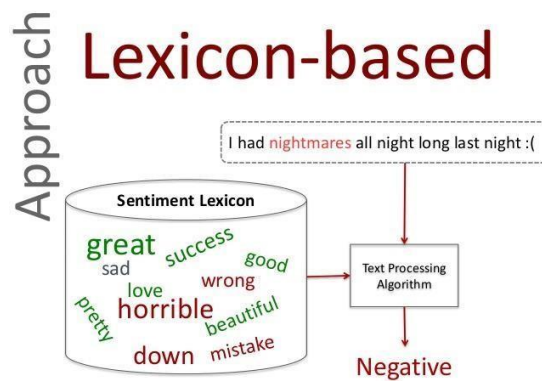 Approach
Lexicon-based
I had nightmares all night long last night :(
Sentiment Lexicon
great
success
good
sad
love
wrong
pretty
horrible
beautiful
down
mistake
Text Processing
Algorithm
Negative